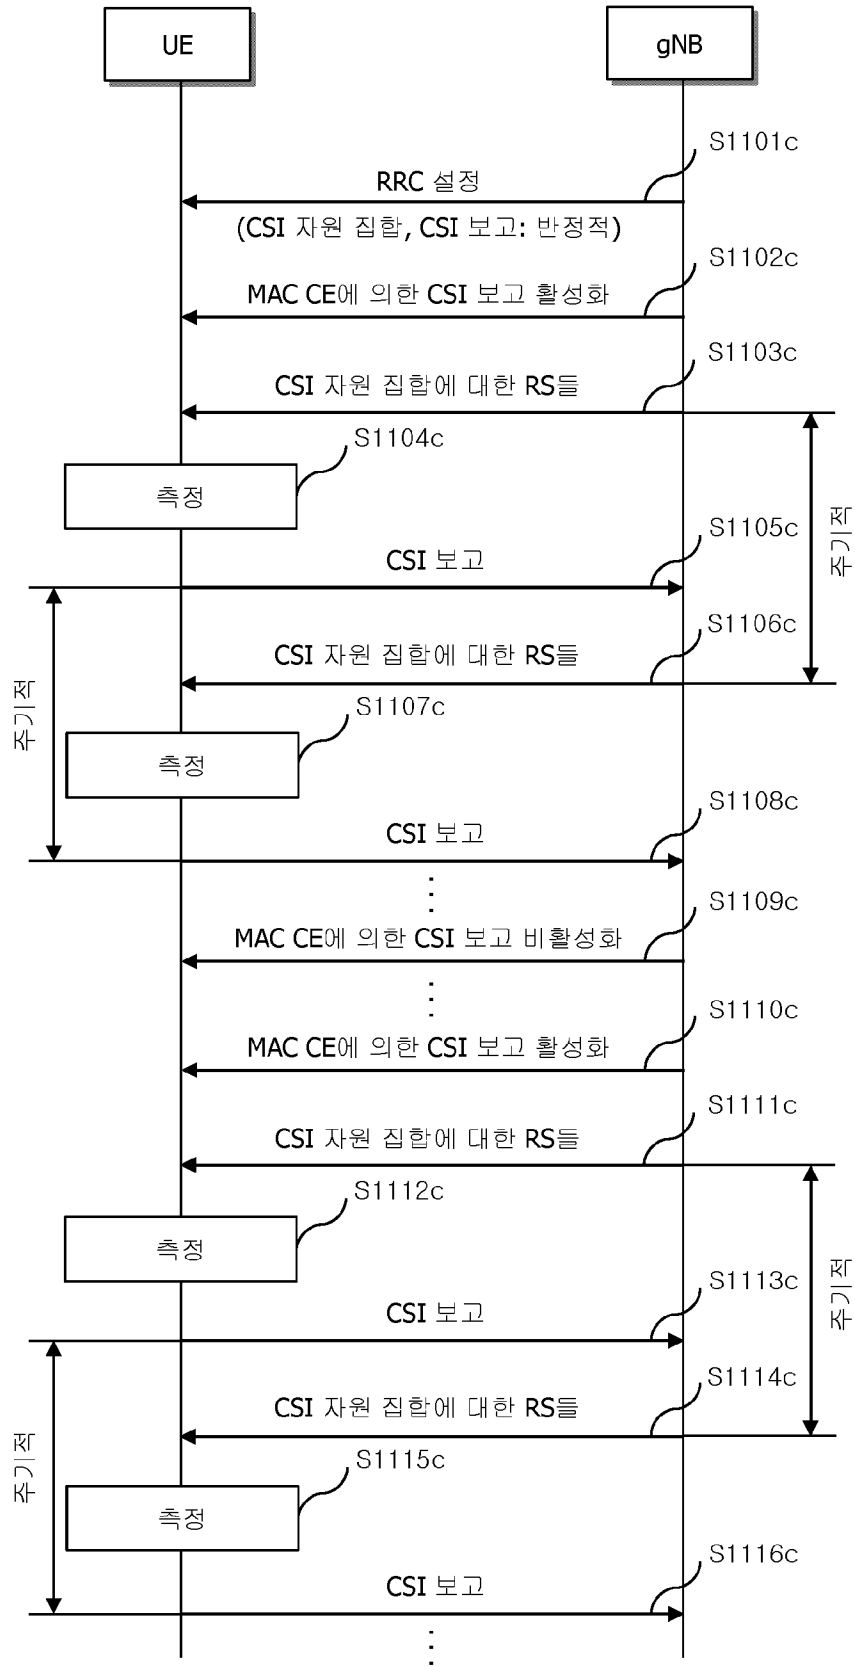 UE
gNB
S1101c
RRC 설정
(CSI 자원 집합, CSI 보고: 반정적)
S1102c
MAC CE에 의한 CSI 보고 활성화
S1103c
CSI 자원 집합에 대한 RS들
S1104c
측정
S1105c
주기적
CSI 보고
S1106c
CSI 자원 집합에 대한 RS들
주기적
S1107c
측정
S1108c
CSI 보고
S1109c
MAC CE에 의한 CSI 보고 비활성화
S1110c
MAC CE에 의한 CSI 보고 활성화
S1111c
CSI 자원 집합에 대한 RS들
S1112c
측정
S1113c
주기적
CSI 보고
S1114c
CSI 자원 집합에 대한 RS들
주기적
S1115c
측정
S1116c
CSI 보고